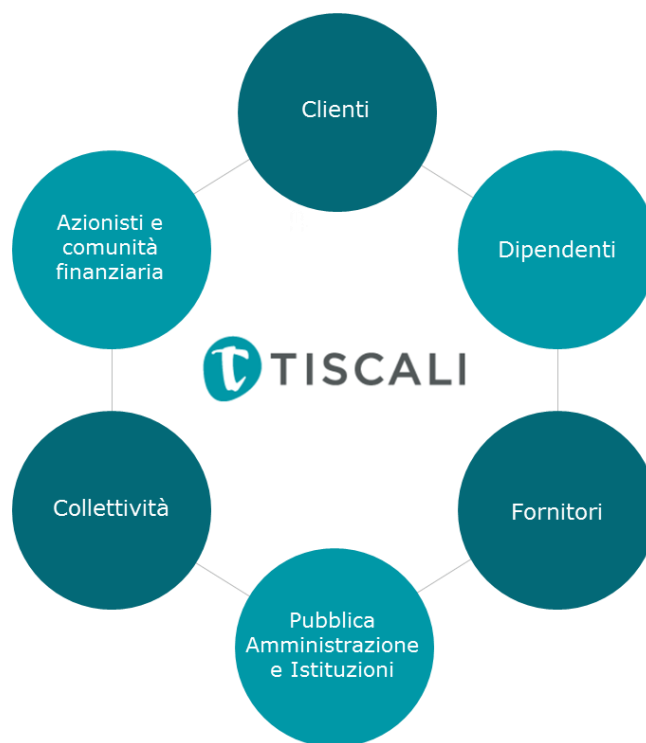 Clienti
Azionisti e
comunità
finanziaria
Dipendenti
TISCALI
Collettività
Fornitori
Pubblica
Amministrazione
e Istituzioni